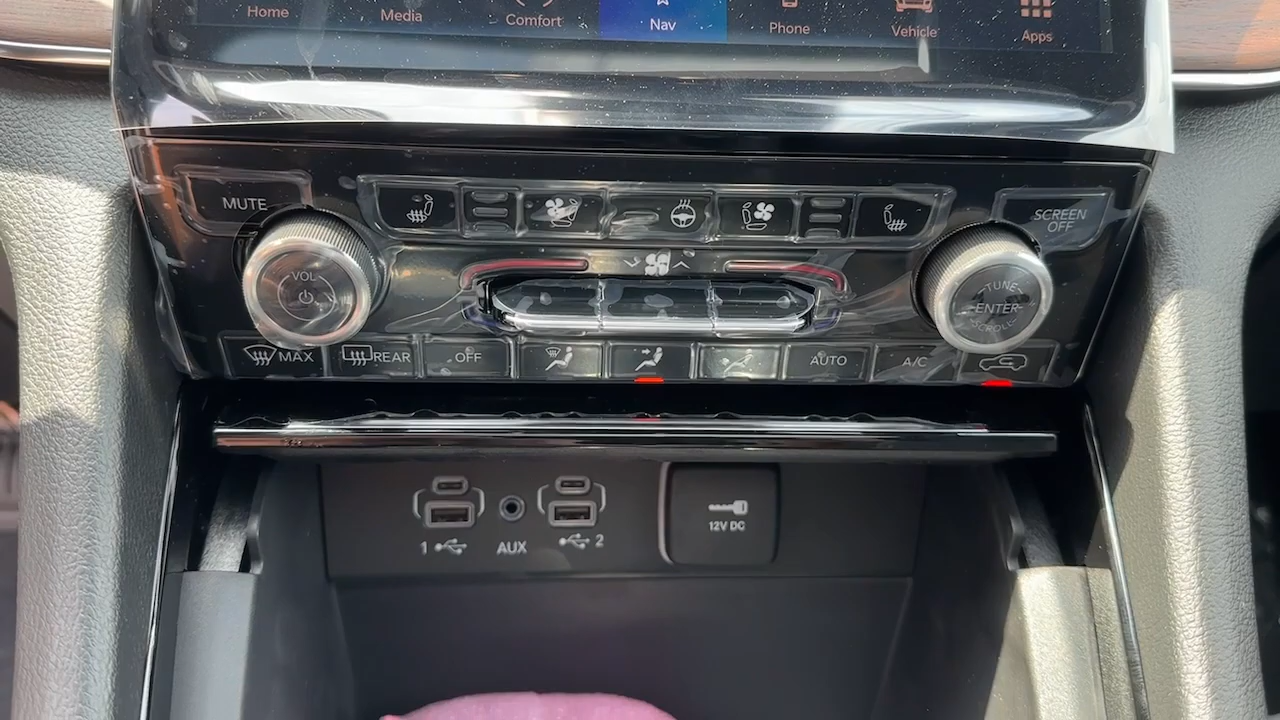 Home
Media
Comfort
Nav
Phone
Vehicle
Apps
MUTE
SCREEN
OFF
VOL
TUNE
ENTER
SCROLL
MAX
REAR
OFF
AUTO
A/C
1
AUX
2
12V DC